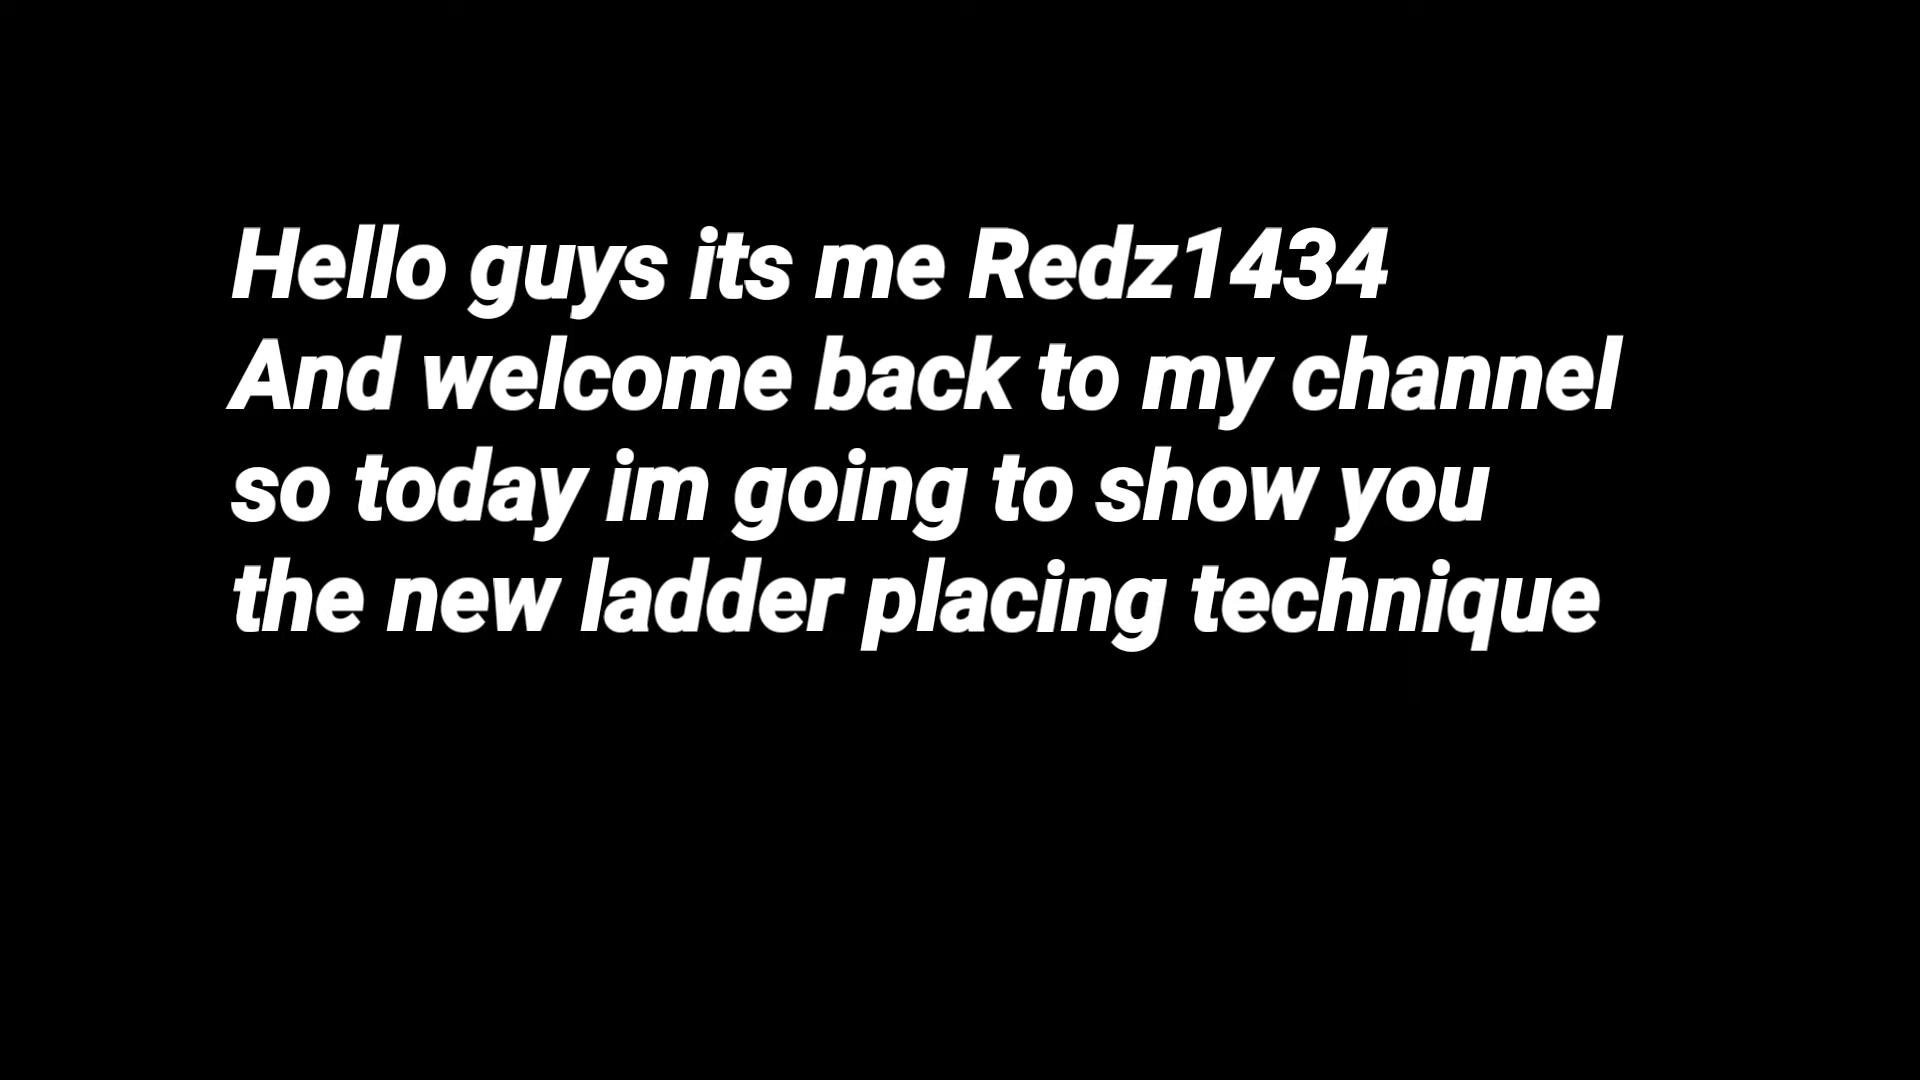 Hello guys its me Redz1434
And welcome back to my channel
so today im going to show you
the new ladder placing technique